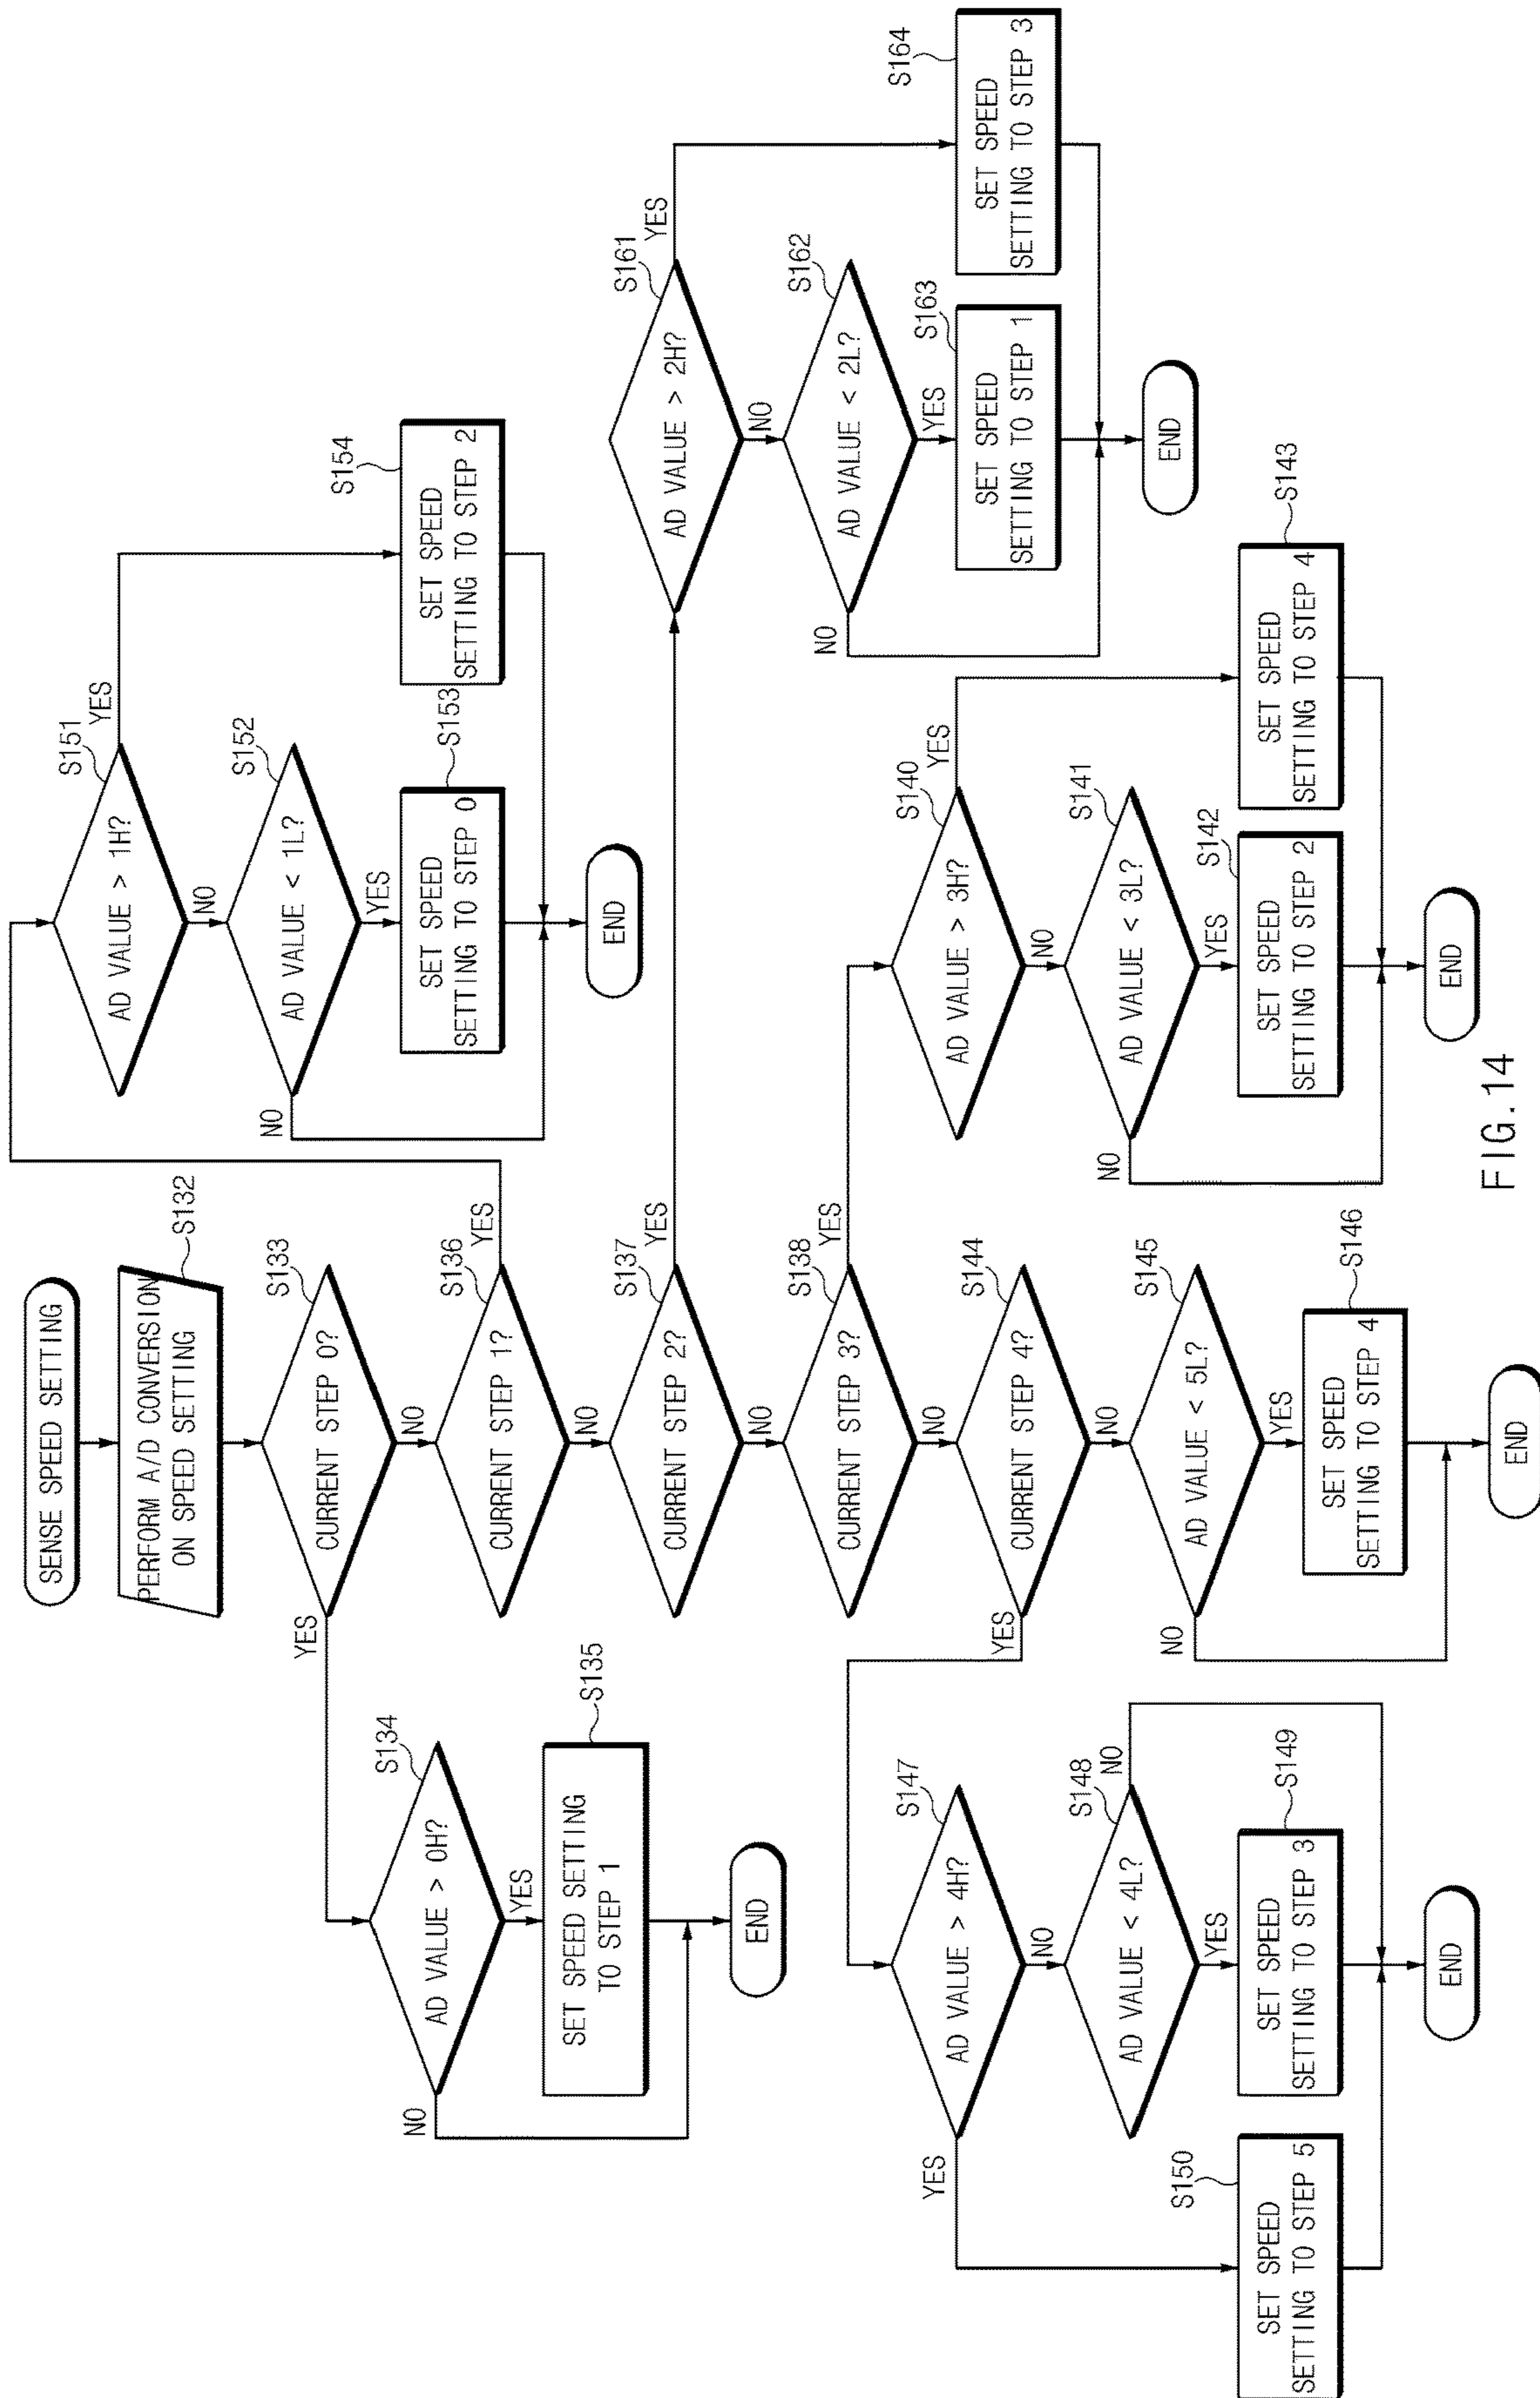 SENSE SPEED SETTING
PERFORM A/D CONVERSION
ON SPEED SETTING
S132
CURRENT STEP 0?
S133
YES
NO
AD VALUE > 0H?
S134
NO
YES
SET SPEED SETTING
TO STEP 1
S135
END
CURRENT STEP 1?
S136
YES
NO
AD VALUE > 1H?
S151
YES
NO
AD VALUE < 1L?
S152
NO
YES
SET SPEED
SETTING TO STEP 0
S153
SET SPEED
SETTING TO STEP 2
S154
END
CURRENT STEP 2?
S137
YES
NO
AD VALUE > 2H?
S161
YES
NO
AD VALUE < 2L?
S162
NO
YES
SET SPEED
SETTING TO STEP 1
S163
SET SPEED
SETTING TO STEP 3
S164
END
CURRENT STEP 3?
S138
YES
NO
AD VALUE > 3H?
S140
YES
NO
AD VALUE < 3L?
S141
NO
YES
SET SPEED
SETTING TO STEP 2
S142
SET SPEED
SETTING TO STEP 4
S143
END
CURRENT STEP 4?
S144
YES
NO
AD VALUE > 4H?
S147
YES
NO
AD VALUE < 4L?
S148
NO
YES
SET SPEED
SETTING TO STEP 3
S149
SET SPEED
SETTING TO STEP 5
S150
END
AD VALUE < 5L?
S145
NO
YES
SET SPEED
SETTING TO STEP 4
S146
END
FIG. 14